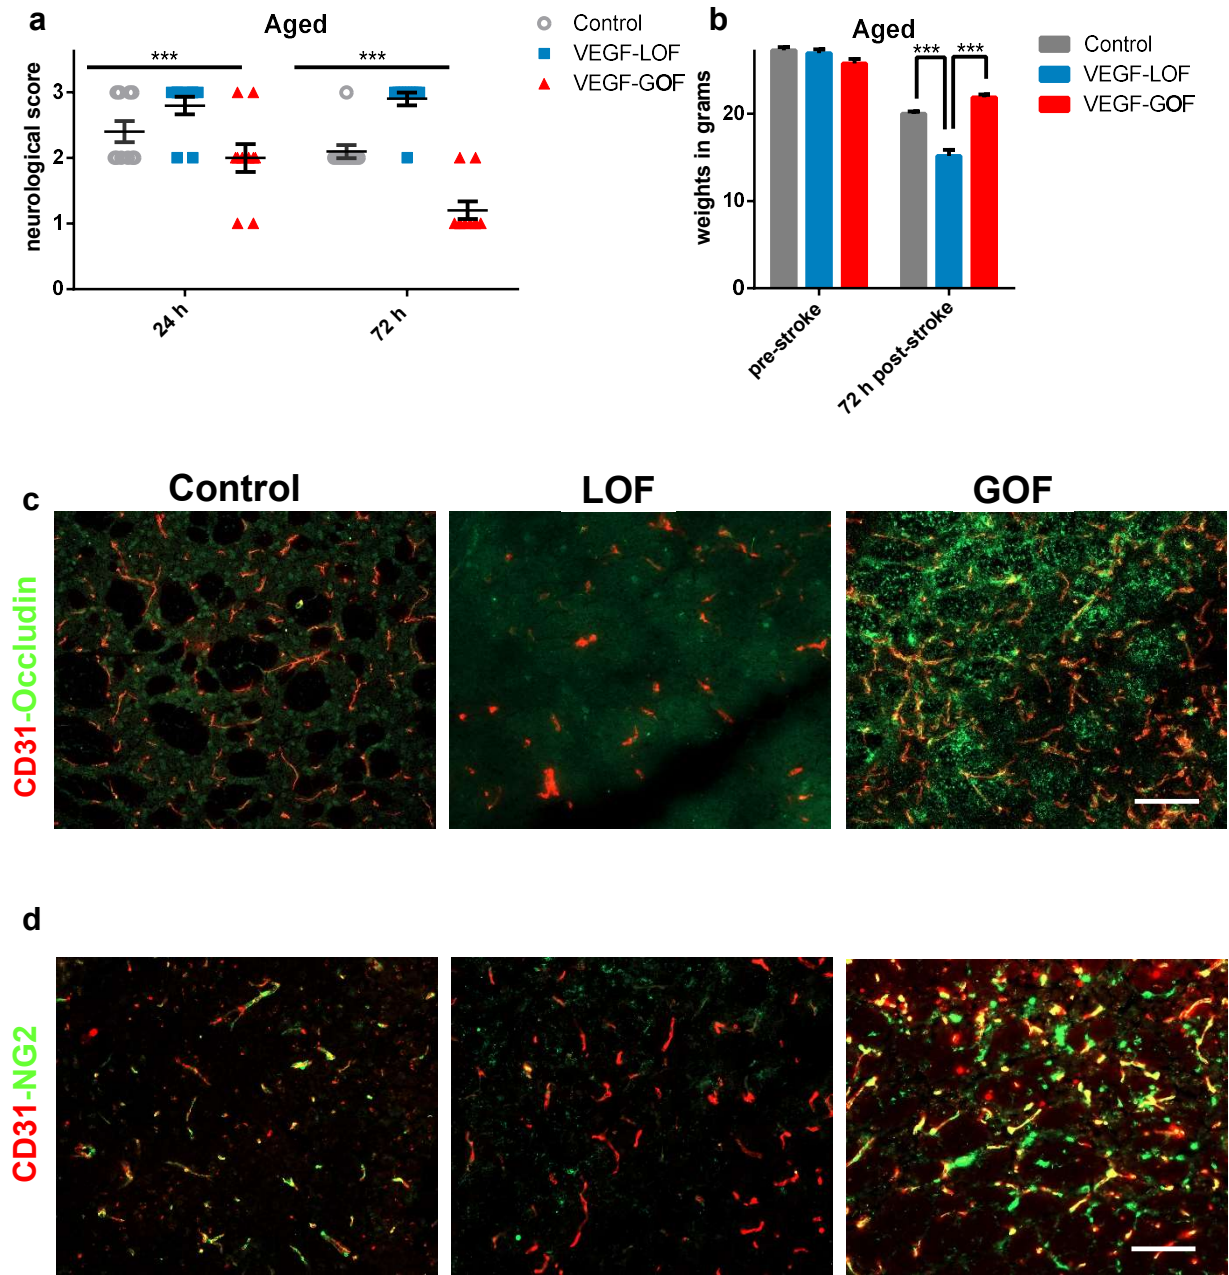 a
Aged
*** ***
neurological score
3
2
1
0
24 h
72 h
Control
VEGF-LOF
VEGF-GOF
b
Aged
*** ***
weights in grams
20
10
0
pre-stroke
72 h post-stroke
Control
VEGF-LOF
VEGF-GOF
c
Control LOF GOF
CD31-Occludin
d
CD31-NG2